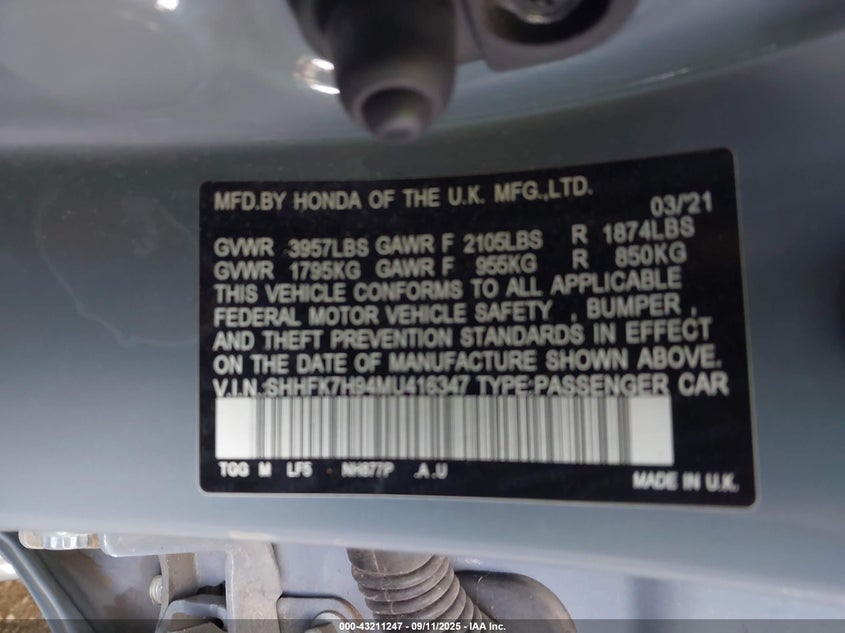 MFD.BY HONDA OF THE U.K. MFG.,LTD.
03/'21
GVWR 3957LBS GAWR F 2105LBS R 1874LBS
GVWR 1795KG GAWR F 955KG R 850KG
THIS VEHICLE CONFORMS TO ALL APPLICABLE
FEDERAL MOTOR VEHICLE SAFETY , BUMPER ,
AND THEFT PREVENTION STANDARDS IN EFFECT
ON THE DATE OF MANUFACTURE SHOWN ABOVE.
V.I.N.:SHHFK7H94MU416347 TYPE:PASSENGER CAR
TGG M LFS NH877P .A.U
MADE IN U.K.
000-43211247 - 09/11/2025 - IAA Inc.